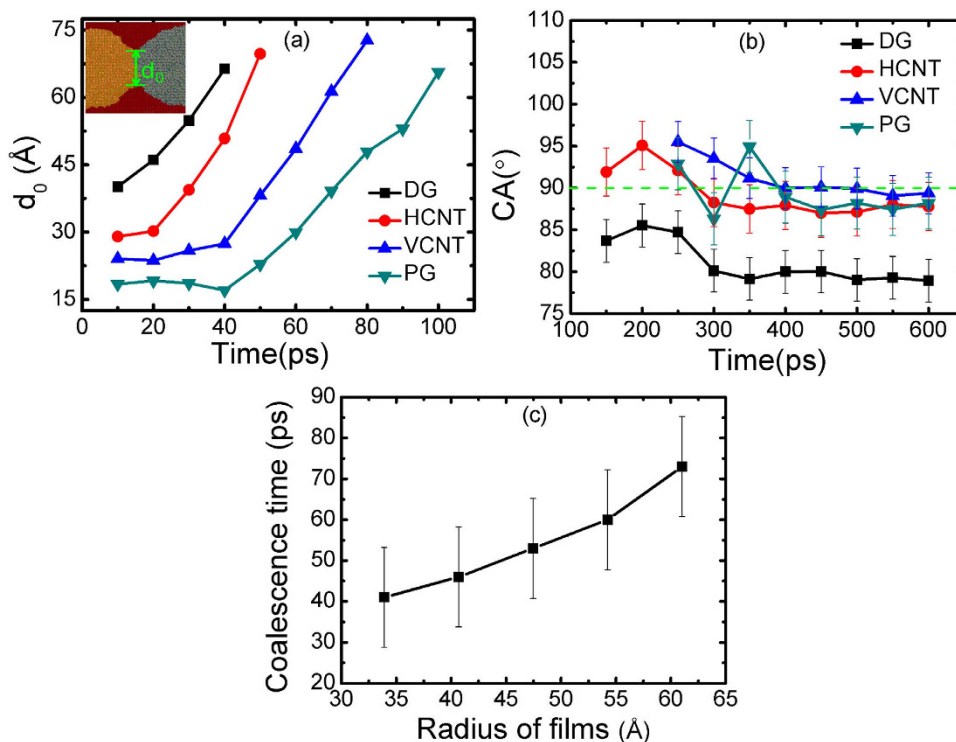 (a)
d₀
75
60
45
30
15
d₀ (Å)
DG
HCNT
VCNT
PG
0 20 40 60 80 100
Time(ps)
(b)
110
105
100
95
90
85
80
75
CA(°)
DG
HCNT
VCNT
PG
100 200 300 400 500 600
Time(ps)
(c)
90
80
70
60
50
40
30
20
Coalescence time (ps)
30 35 40 45 50 55 60 65
Radius of films (Å)